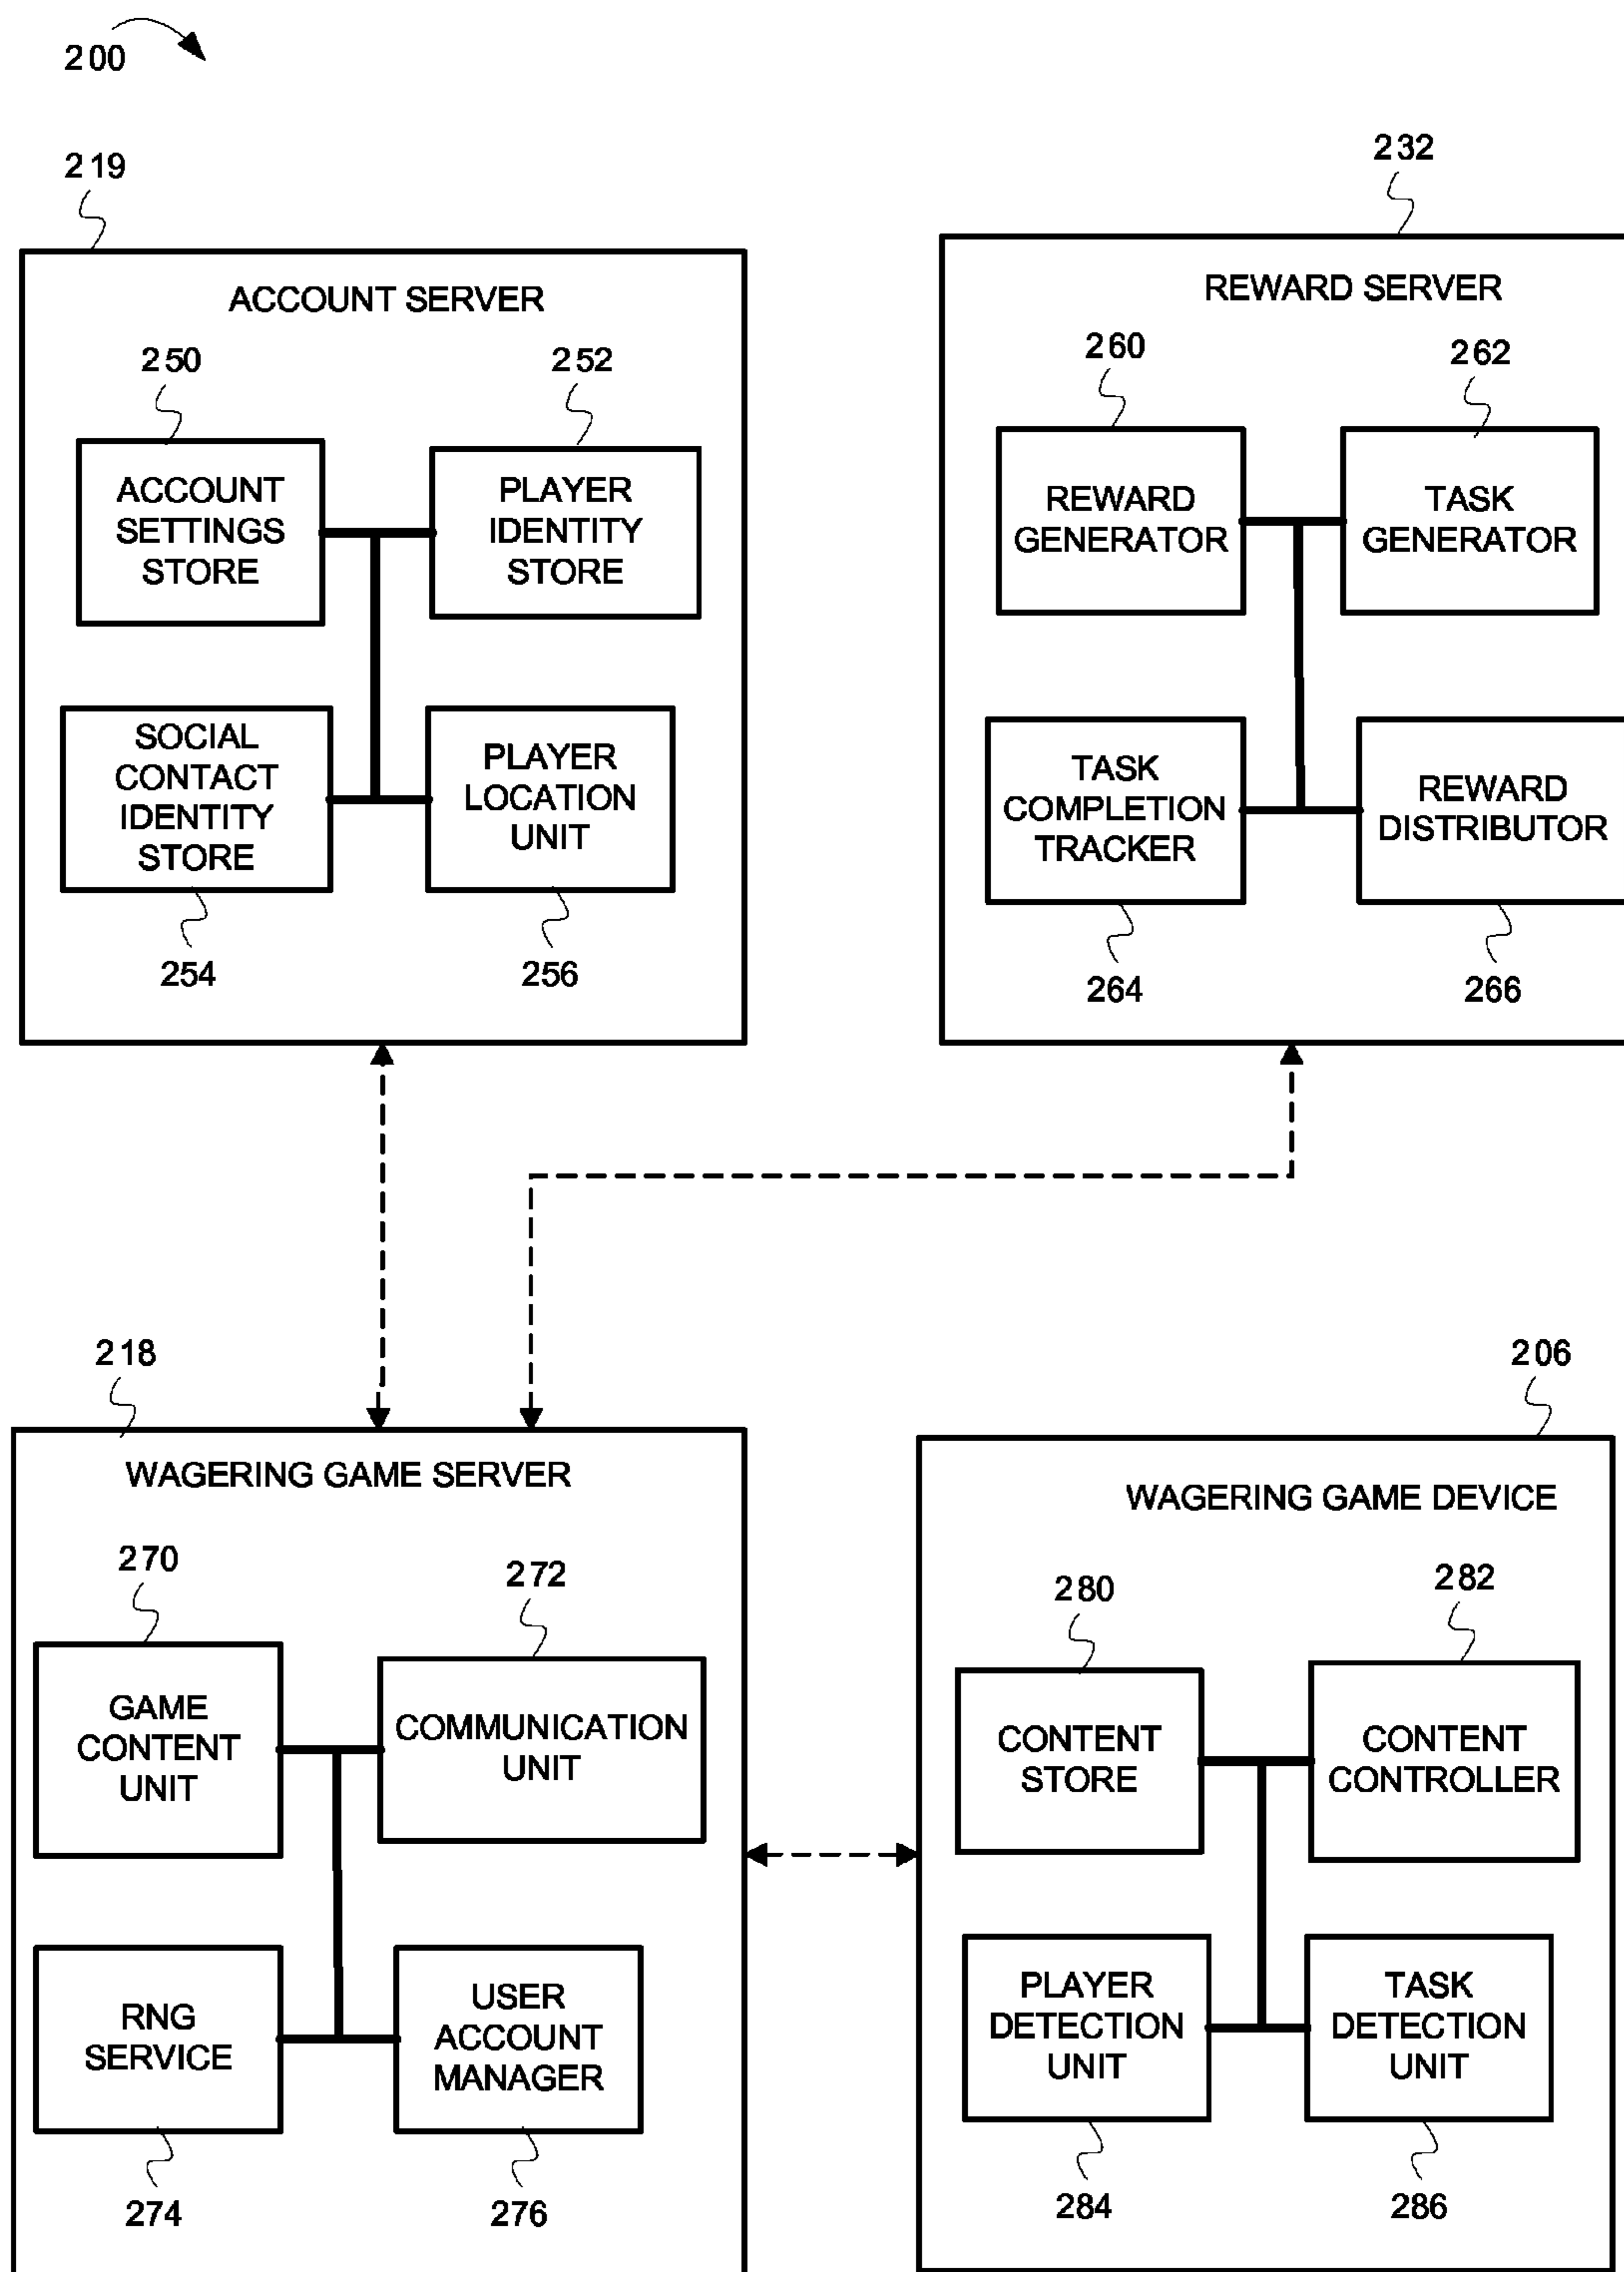 200
219
ACCOUNT SERVER
250
252
ACCOUNT
SETTINGS
STORE
PLAYER
IDENTITY
STORE
SOCIAL
CONTACT
IDENTITY
STORE
PLAYER
LOCATION
UNIT
254
256
232
REWARD SERVER
260
262
REWARD
GENERATOR
TASK
GENERATOR
TASK
COMPLETION
TRACKER
REWARD
DISTRIBUTOR
264
266
218
WAGERING GAME SERVER
270
272
GAME
CONTENT
UNIT
COMMUNICATION
UNIT
RNG
SERVICE
USER
ACCOUNT
MANAGER
274
276
206
WAGERING GAME DEVICE
280
282
CONTENT
STORE
CONTENT
CONTROLLER
PLAYER
DETECTION
UNIT
TASK
DETECTION
UNIT
284
286